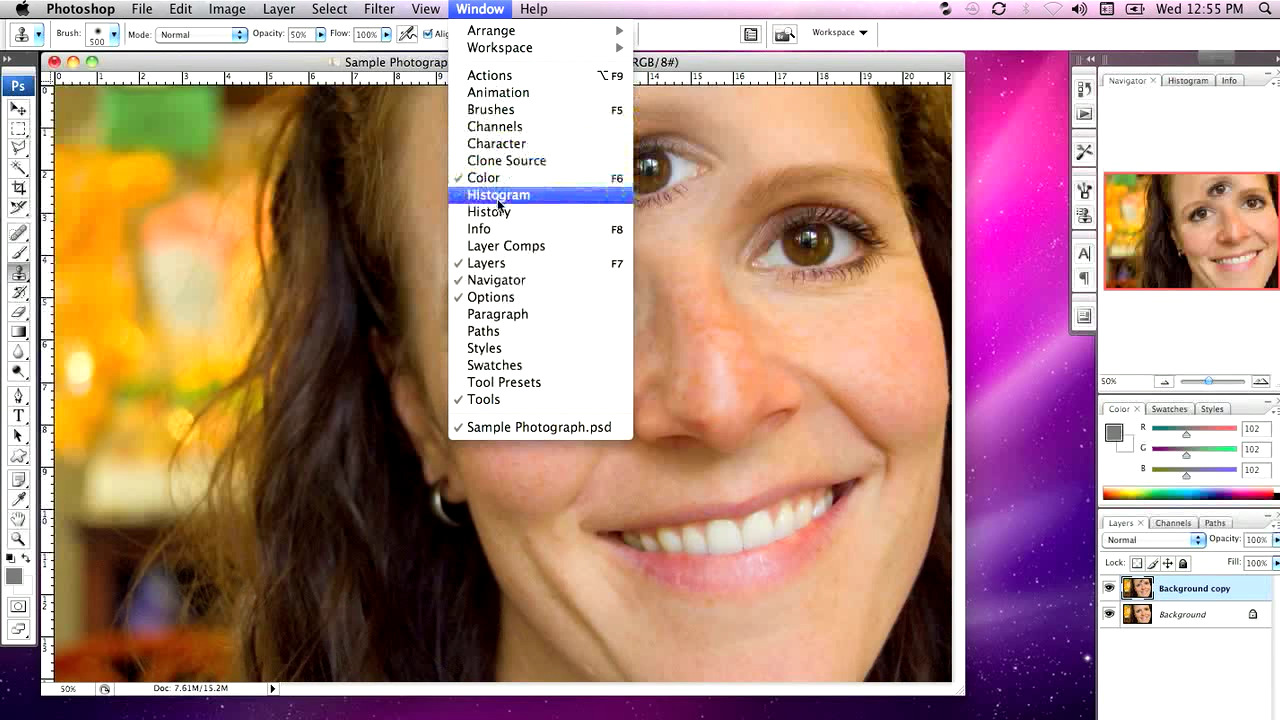 Photoshop File Edit Image Layer Select Filter View Window Help Wed 12:55 PM
Brush: 500 Mode: Normal Opacity: 50% Flow: 100% Workspace
Sample Photograp RGB/8#)
Arrange
Workspace
Actions ⌥F9
Animation
Brushes F5
Channels
Character
Clone Source
✓ Color F6
Histogram
History
Info F8
Layer Comps
✓ Layers F7
✓ Navigator
✓ Options
Paragraph
Paths
Styles
Swatches
Tool Presets
✓ Tools
✓ Sample Photograph.psd
Ps
Navigator × Histogram Info
50%
Color × Swatches Styles
R 102
G 102
B 102
Layers × Channels Paths
Normal Opacity: 100%
Lock: Fill: 100%
Background copy
Background
50% Doc: 7.61M/15.2M